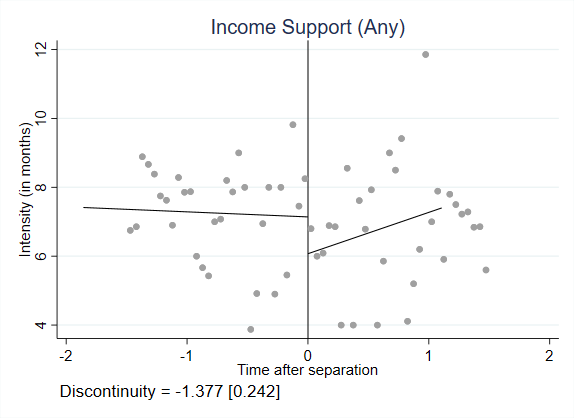 Income Support (Any)
Intensity (in months)
12
10
8
6
4
-2 -1 0 1 2
Time after separation
Discontinuity = -1.377 [0.242]